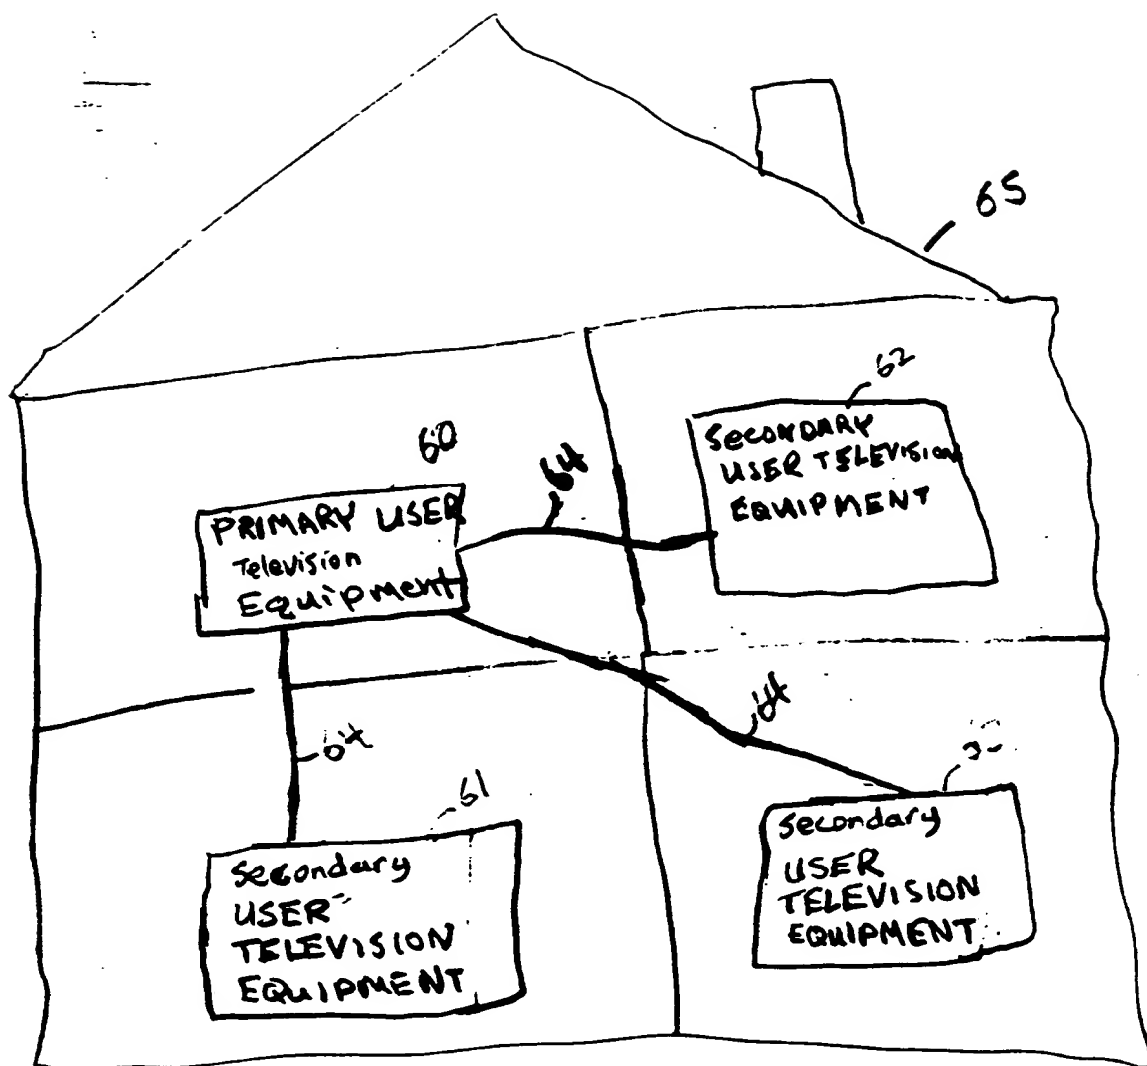 65
62
SECONDARY
USER TELEVISION
EQUIPMENT
60
64
PRIMARY USER
Television
Equipment
64
64
61
Secondary
USER
TELEVISION
EQUIPMENT
Secondary
USER
TELEVISION
EQUIPMENT